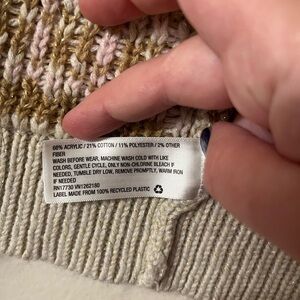 66% ACRYLIC / 21% COTTON / 11% POLYESTER / 2% OTHER
FIBER
WASH BEFORE WEAR, MACHINE WASH COLD WITH LIKE
COLORS, GENTLE CYCLE, ONLY NON-CHLORINE BLEACH IF
NEEDED, TUMBLE DRY LOW, REMOVE PROMPTLY, WARM IRON
IF NEEDED
RN17730 VN1262180
LABEL MADE FROM 100% RECYCLED PLASTIC